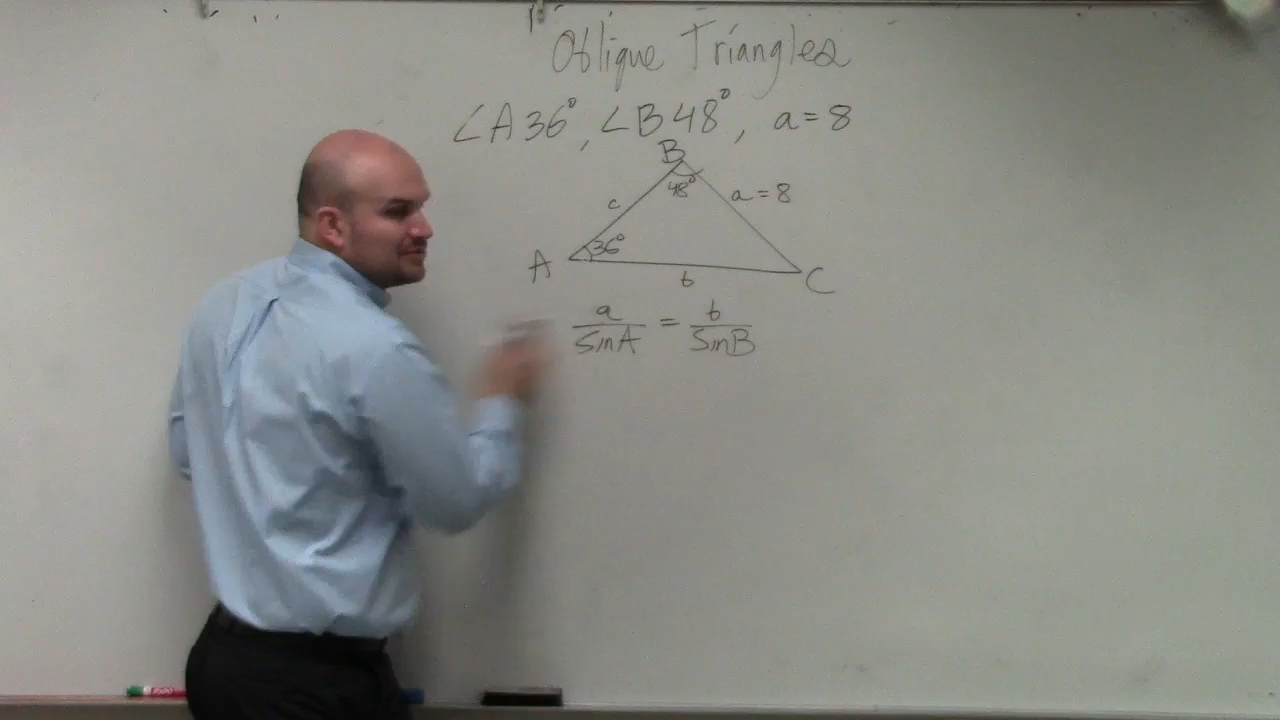 Oblique Triangles
∠A 36°, ∠B 48°, a = 8
B
48°
c
a = 8
36°
A
b
C
a/SinA = b/SinB